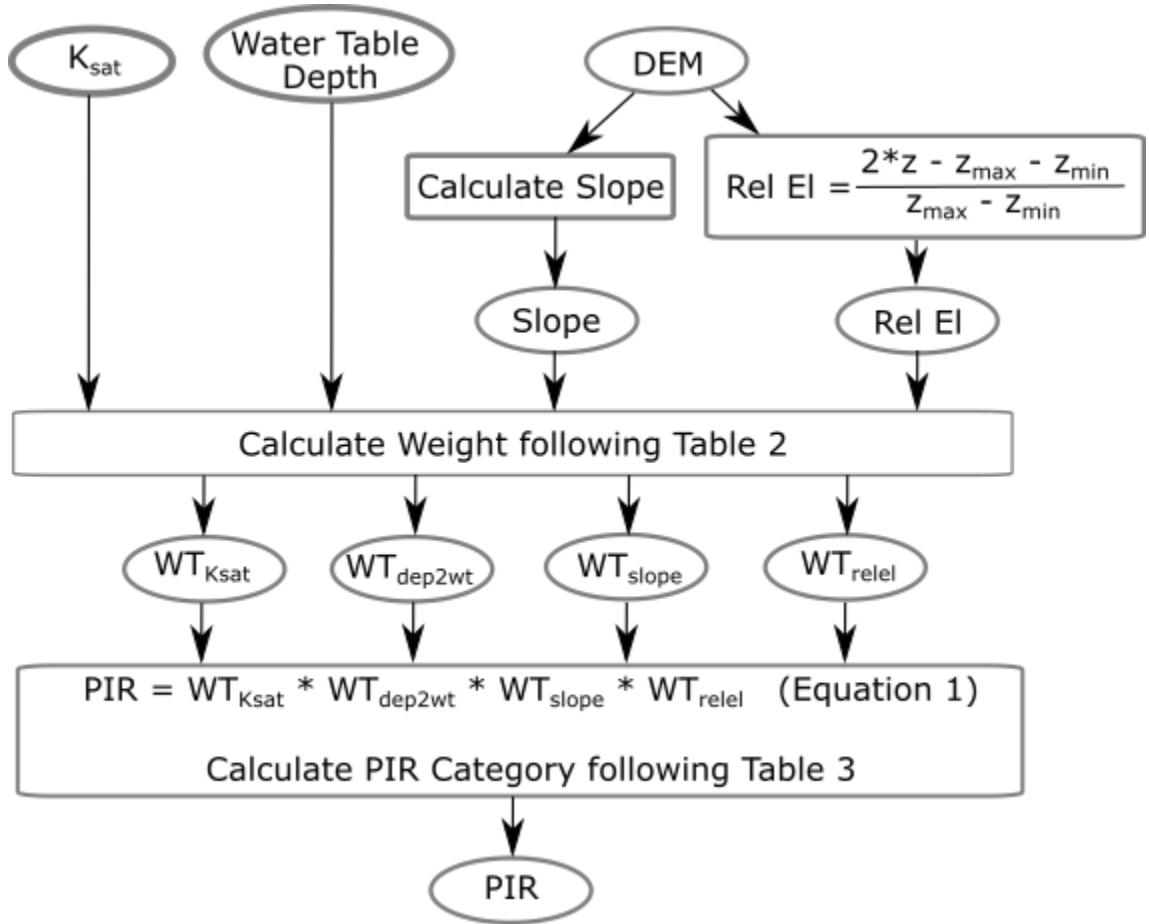 Ksat
Water Table
Depth
DEM
Calculate Slope
Rel El = 2*z - zmax - zmin
zmax - zmin
Slope
Rel El
Calculate Weight following Table 2
WTKsat
WTdep2wt
WTslope
WTrelel
PIR = WTKsat * WTdep2wt * WTslope * WTrelel (Equation 1)
Calculate PIR Category following Table 3
PIR